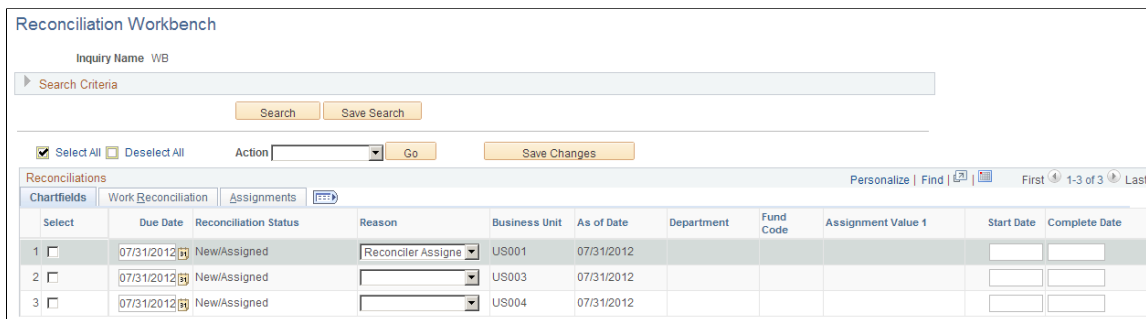 Reconciliation Workbench
Inquiry Name WB
Search Criteria
Search Save Search
Select All Deselect All Action Go Save Changes
Reconciliations Personalize | Find | | First 1-3 of 3 Last
Chartfields Work Reconciliation Assignments
Select Due Date Reconciliation Status Reason Business Unit As of Date Department Fund Code Assignment Value 1 Start Date Complete Date
1 07/31/2012 New/Assigned Reconciler Assigne US001 07/31/2012
2 07/31/2012 New/Assigned US003 07/31/2012
3 07/31/2012 New/Assigned US004 07/31/2012